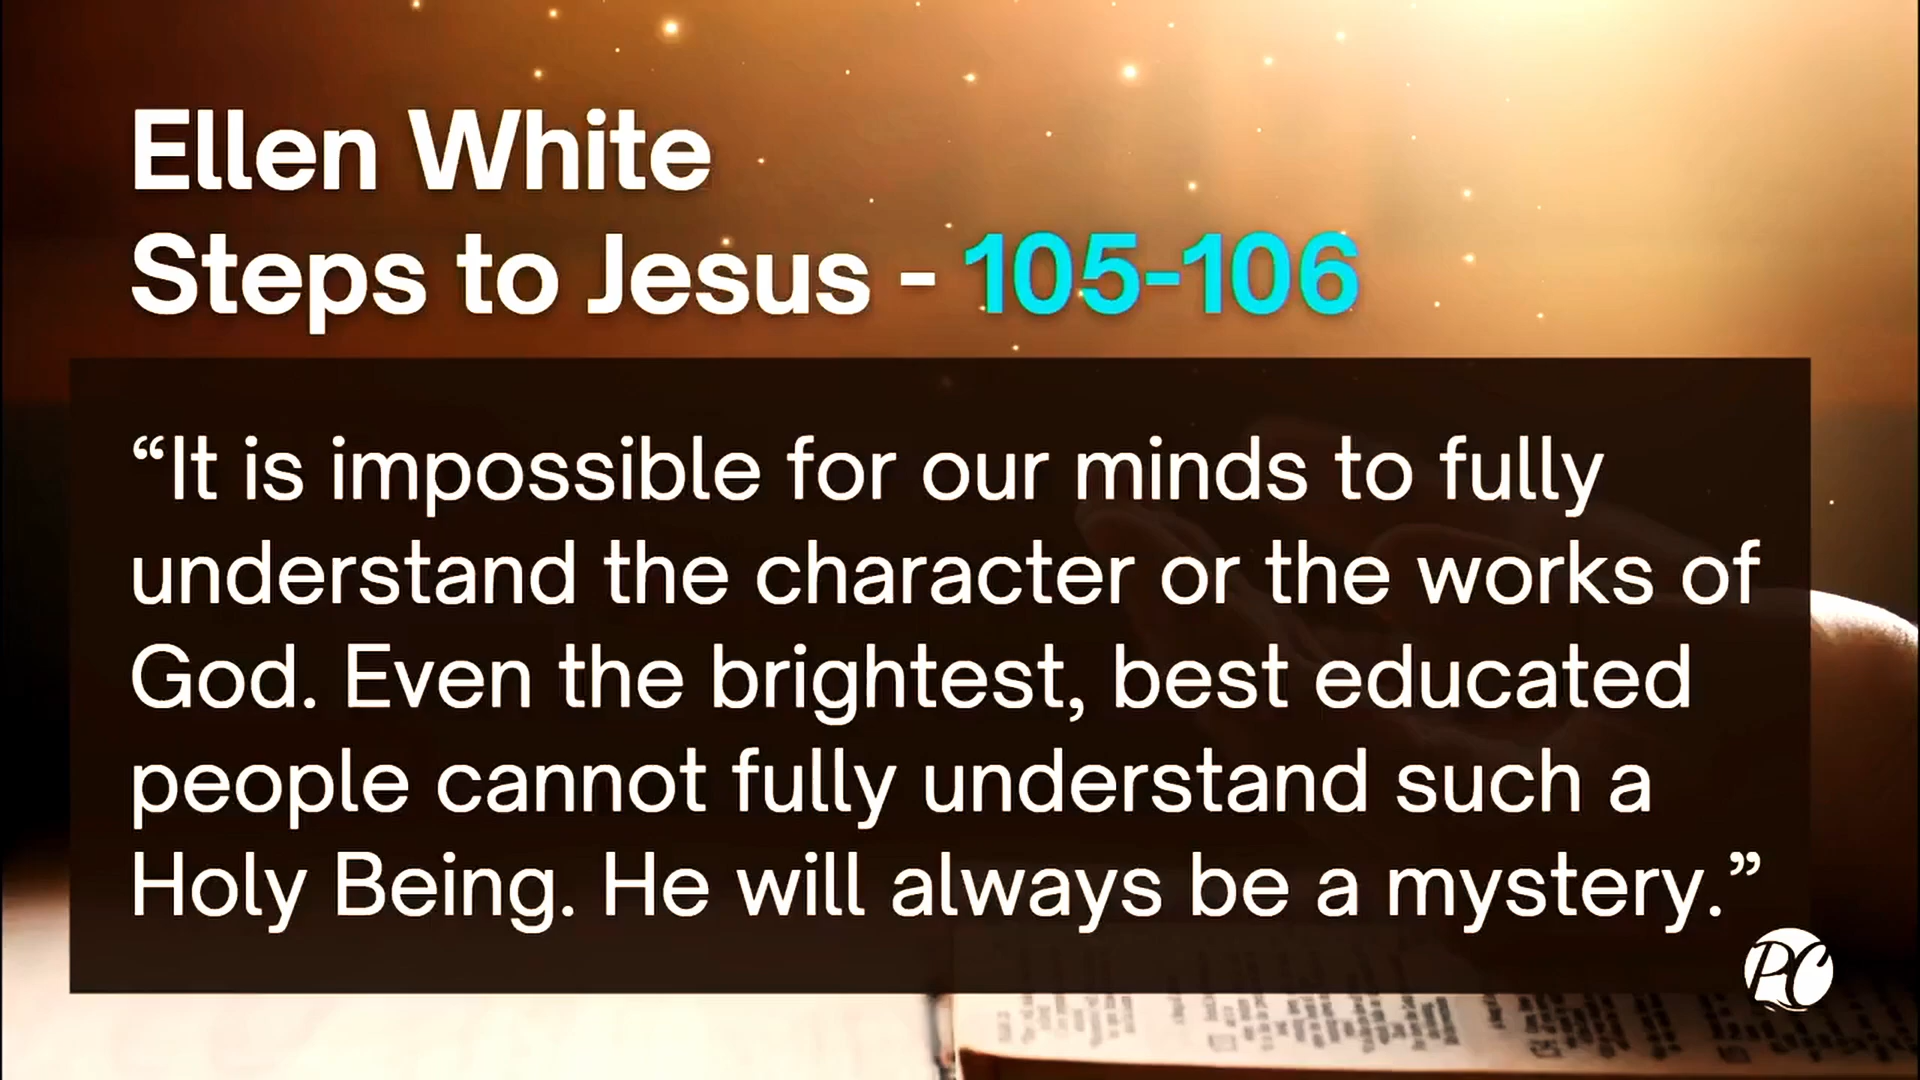 Ellen White
Steps to Jesus - 105-106
“It is impossible for our minds to fully
understand the character or the works of
God. Even the brightest, best educated
people cannot fully understand such a
Holy Being. He will always be a mystery.”
PC